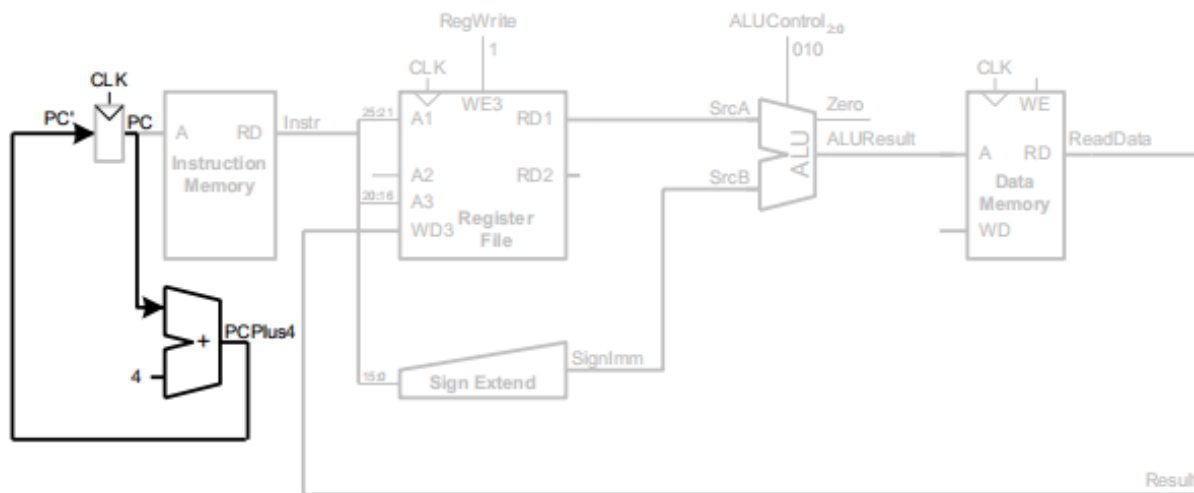 RegWrite
ALUControl2:0
1
010
CLK
CLK
CLK
PC'
PC
A
RD
Instr
Instruction
Memory
25:21
A1
WE3
RD1
SrcA
Zero
WE
A2
RD2
ALU
ALUResult
A
RD
ReadData
20:16
A3
SrcB
Data
Memory
WD3
Register
File
WD
PCPlus4
+
4
SignImm
15:0
Sign Extend
Result